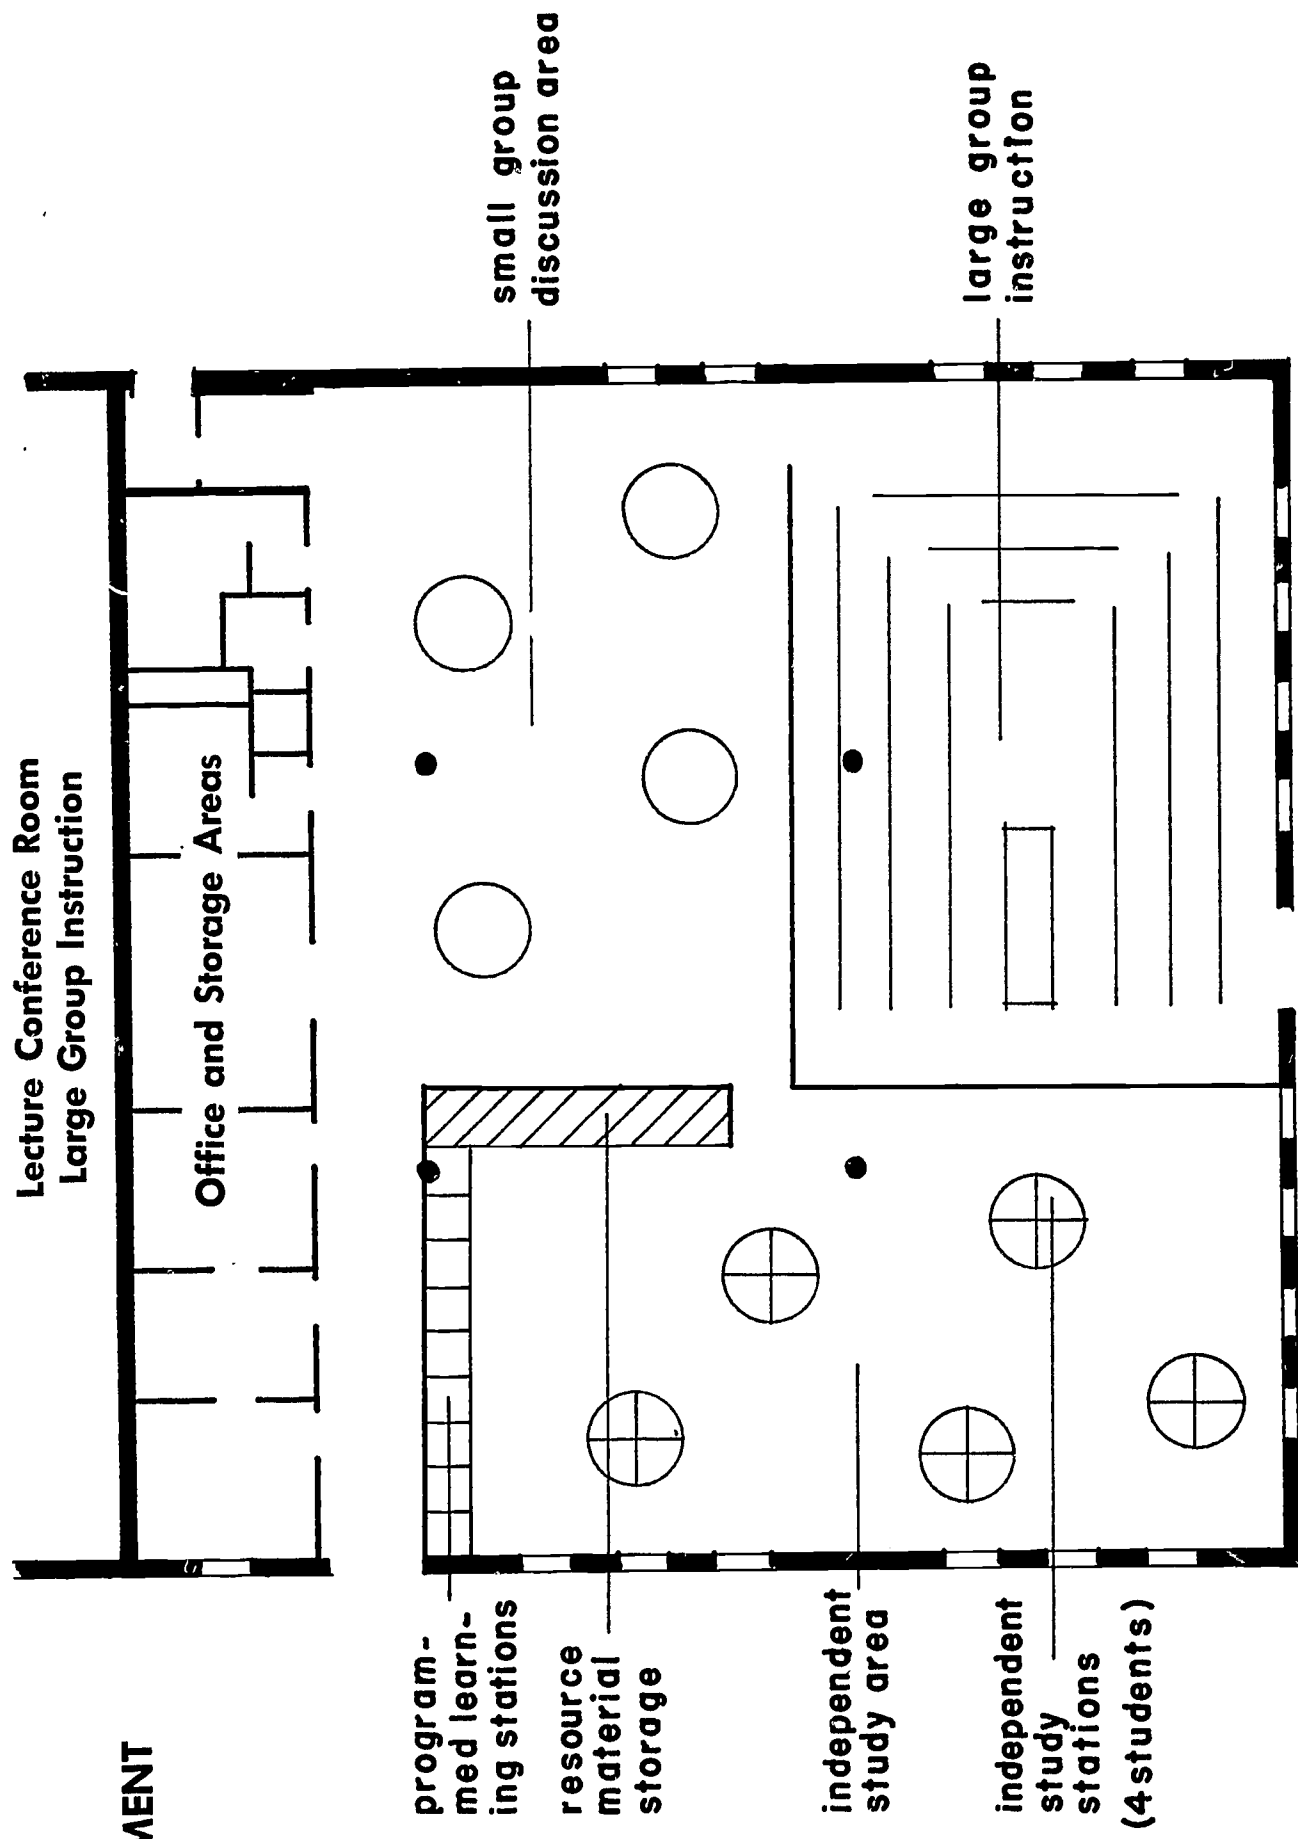 MENT
Lecture Conference Room
Large Group Instruction
Office and Storage Areas
program-
med learn-
ing stations
resource
material
storage
independent
study area
independent
study
stations
(4 students)
small group
discussion area
large group
instruction